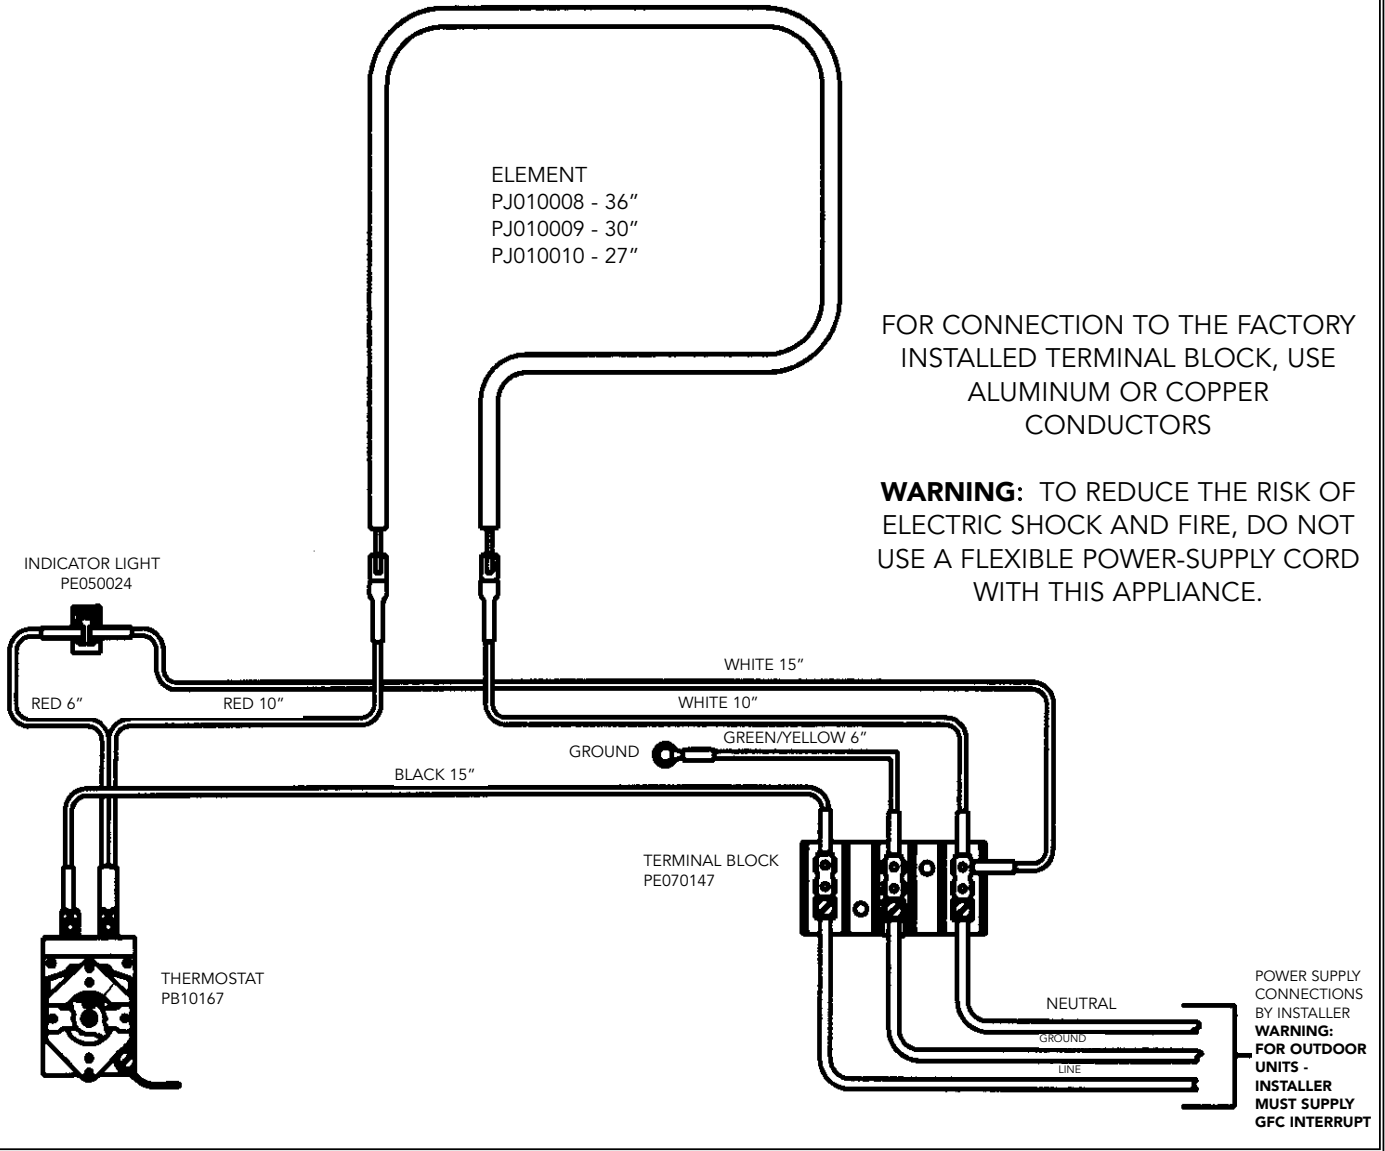 ELEMENT
PJ010008 - 36”
PJ010009 - 30”
PJ010010 - 27”
FOR CONNECTION TO THE FACTORY
INSTALLED TERMINAL BLOCK, USE
ALUMINUM OR COPPER
CONDUCTORS
WARNING: TO REDUCE THE RISK OF
ELECTRIC SHOCK AND FIRE, DO NOT
USE A FLEXIBLE POWER-SUPPLY CORD
WITH THIS APPLIANCE.
INDICATOR LIGHT
PE050024
WHITE 15”
RED 6”
RED 10”
WHITE 10”
GREEN/YELLOW 6”
GROUND
BLACK 15”
TERMINAL BLOCK
PE070147
THERMOSTAT
PB10167
NEUTRAL
GROUND
LINE
POWER SUPPLY
CONNECTIONS
BY INSTALLER
WARNING:
FOR OUTDOOR
UNITS -
INSTALLER
MUST SUPPLY
GFC INTERRUPT